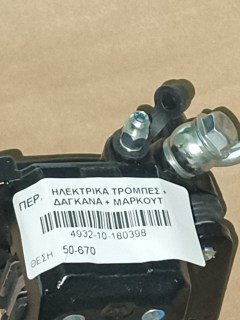 ΠΕΡ. ΗΛΕΚΤΡΙΚΑ ΤΡΟΜΠΕΣ +
ΔΑΓΚΑΝΑ + ΜΑΡΚΟΥΤ
4932-10-180398
ΘΕΣΗ 50-670